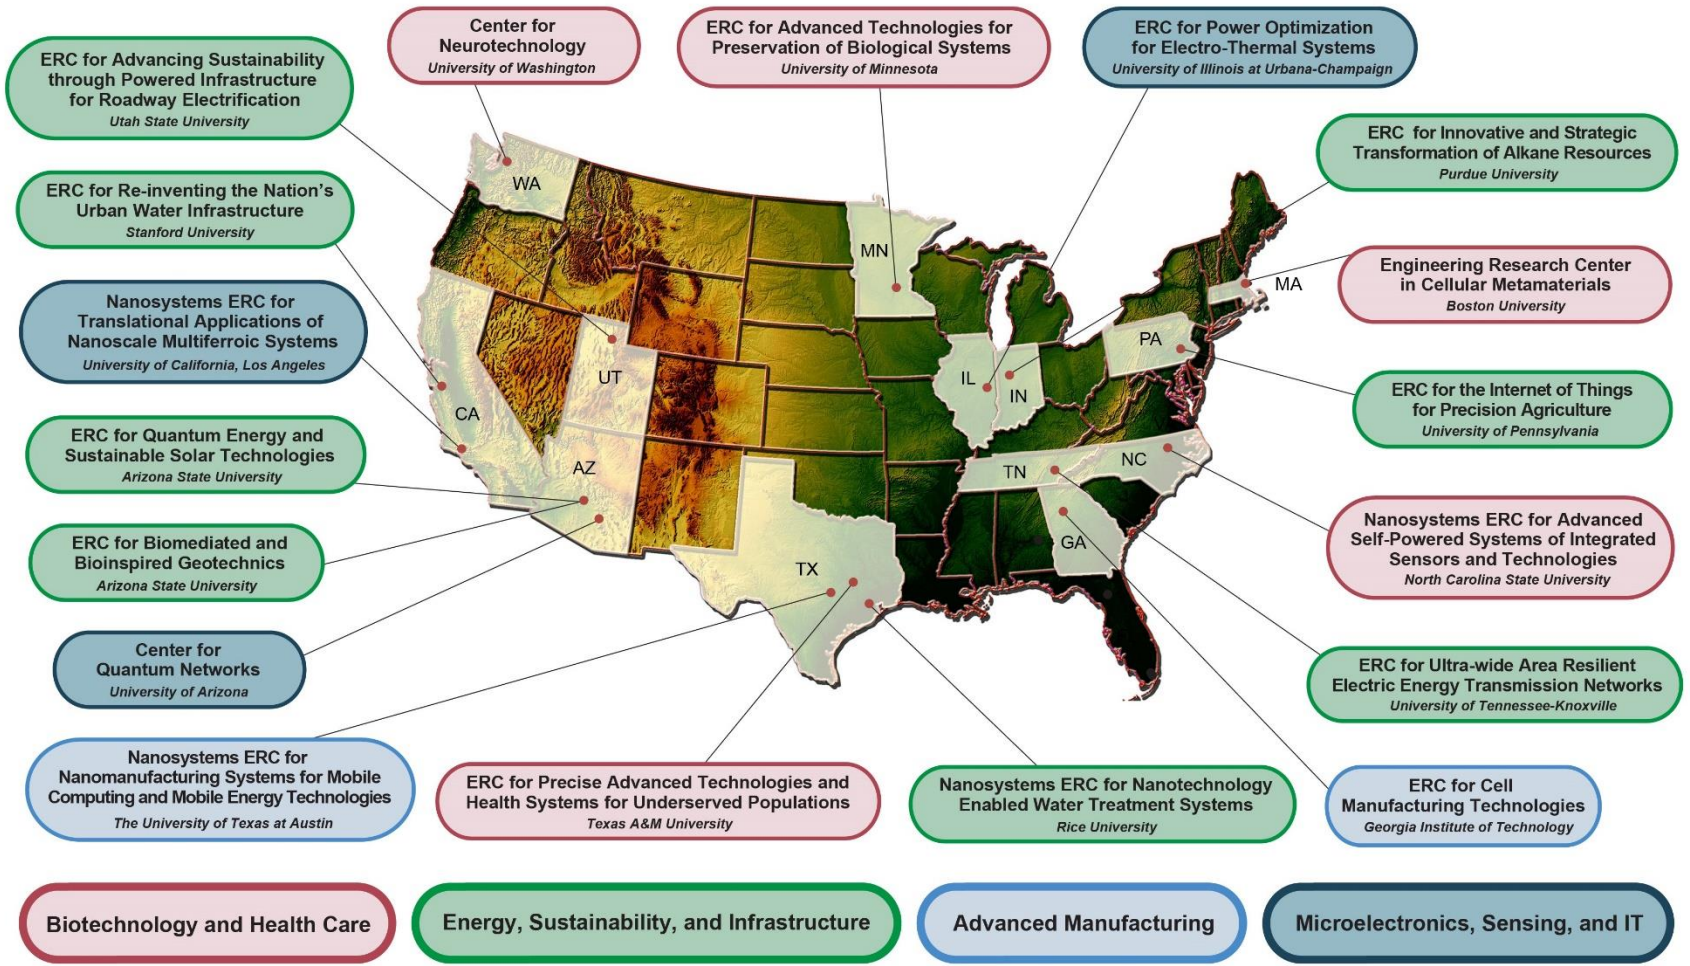 Center for
Neurotechnology
University of Washington
ERC for Advanced Technologies for
Preservation of Biological Systems
University of Minnesota
ERC for Power Optimization
for Electro-Thermal Systems
University of Illinois at Urbana-Champaign
ERC for Advancing Sustainability
through Powered Infrastructure
for Roadway Electrification
Utah State University
ERC for Innovative and Strategic
Transformation of Alkane Resources
Purdue University
ERC for Re-inventing the Nation's
Urban Water Infrastructure
Stanford University
Engineering Research Center
in Cellular Metamaterials
Boston University
Nanosystems ERC for
Translational Applications of
Nanoscale Multiferroic Systems
University of California, Los Angeles
ERC for the Internet of Things
for Precision Agriculture
University of Pennsylvania
ERC for Quantum Energy and
Sustainable Solar Technologies
Arizona State University
Nanosystems ERC for Advanced
Self-Powered Systems of Integrated
Sensors and Technologies
North Carolina State University
ERC for Biomediated and
Bioinspired Geotechnics
Arizona State University
Center for
Quantum Networks
University of Arizona
ERC for Ultra-wide Area Resilient
Electric Energy Transmission Networks
University of Tennessee-Knoxville
WA
MN
MA
PA
UT
IL
IN
CA
AZ
TN
NC
GA
TX
Nanosystems ERC for
Nanomanufacturing Systems for Mobile
Computing and Mobile Energy Technologies
The University of Texas at Austin
ERC for Precise Advanced Technologies and
Health Systems for Underserved Populations
Texas A&M University
Nanosystems ERC for Nanotechnology
Enabled Water Treatment Systems
Rice University
ERC for Cell
Manufacturing Technologies
Georgia Institute of Technology
Biotechnology and Health Care
Energy, Sustainability, and Infrastructure
Advanced Manufacturing
Microelectronics, Sensing, and IT